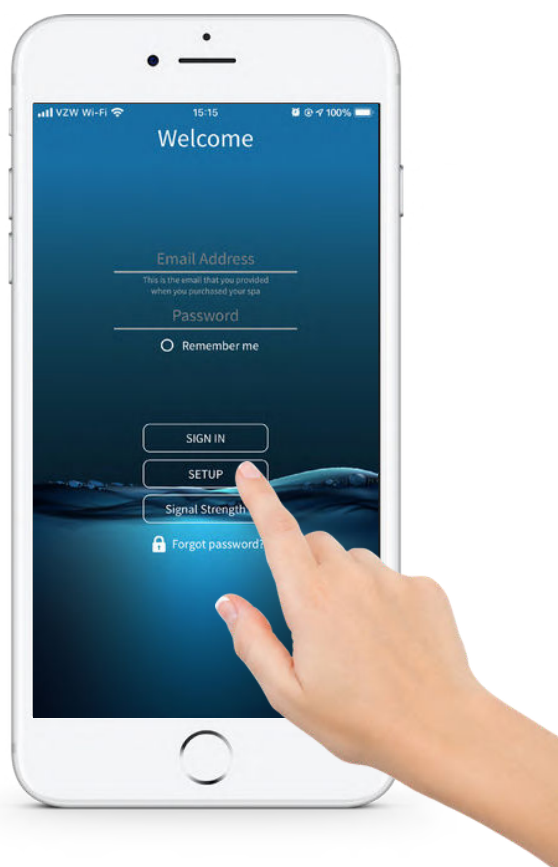 VZW Wi-Fi 15:15 100%
Welcome
Email Address
This is the email that you provided
when you purchased your spa
Password
Remember me
SIGN IN
SETUP
Signal Strength
Forgot password?